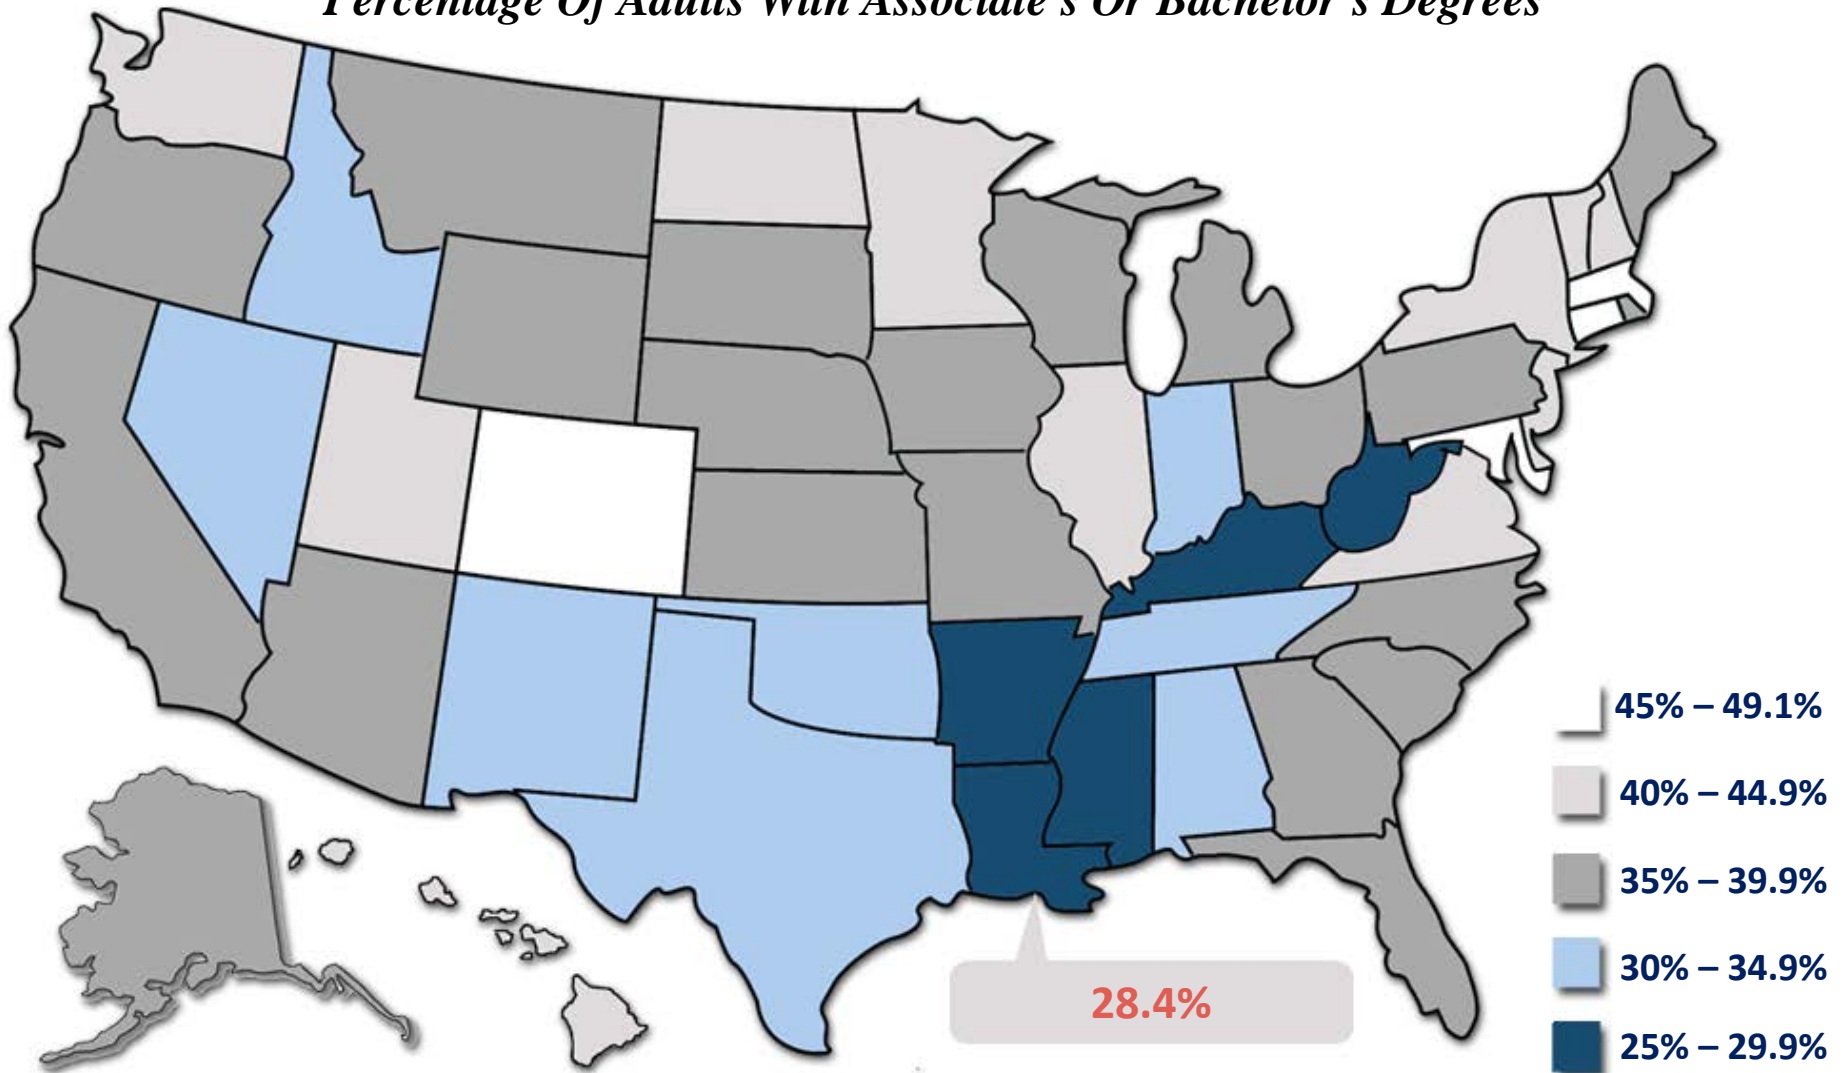 Percentage Of Adults With Associate's Or Bachelor's Degrees
45% – 49.1%
40% – 44.9%
35% – 39.9%
30% – 34.9%
25% – 29.9%
28.4%